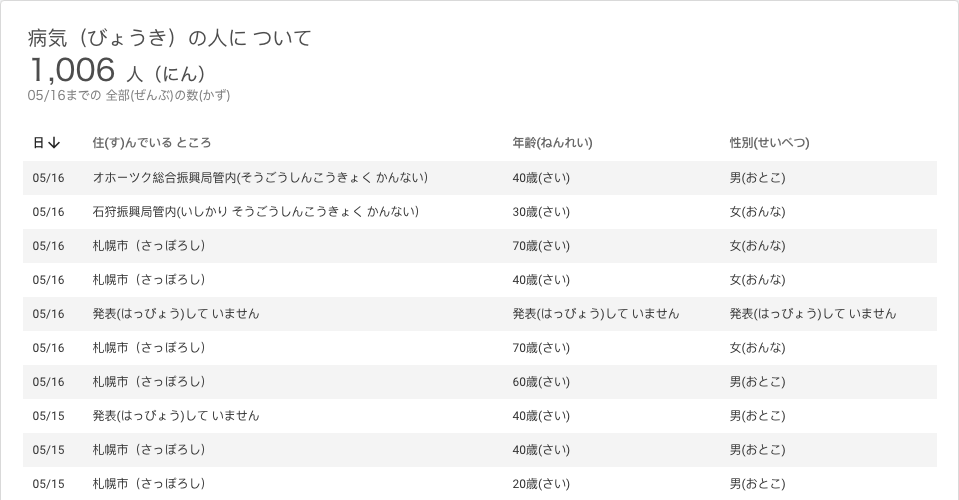 病気（びょうき）の人に ついて
1,006 人（にん）
05/16までの 全部(ぜんぶ)の数(かず)
日↓ 住(す)んでいる ところ 年齢(ねんれい) 性別(せいべつ)
05/16 オホーツク総合振興局管内(そうごうしんこうきょく かんない） 40歳(さい) 男(おとこ)
05/16 石狩振興局管内(いしかり そうごうしんこうきょく かんない） 30歳(さい) 女(おんな)
05/16 札幌市（さっぽろし） 70歳(さい) 女(おんな)
05/16 札幌市（さっぽろし） 40歳(さい) 女(おんな)
05/16 発表(はっぴょう)して いません 発表(はっぴょう)して いません 発表(はっぴょう)して いません
05/16 札幌市（さっぽろし） 70歳(さい) 女(おんな)
05/16 札幌市（さっぽろし） 60歳(さい) 男(おとこ)
05/15 発表(はっぴょう)して いません 40歳(さい) 男(おとこ)
05/15 札幌市（さっぽろし） 40歳(さい) 男(おとこ)
05/15 札幌市（さっぽろし） 20歳(さい) 男(おとこ)